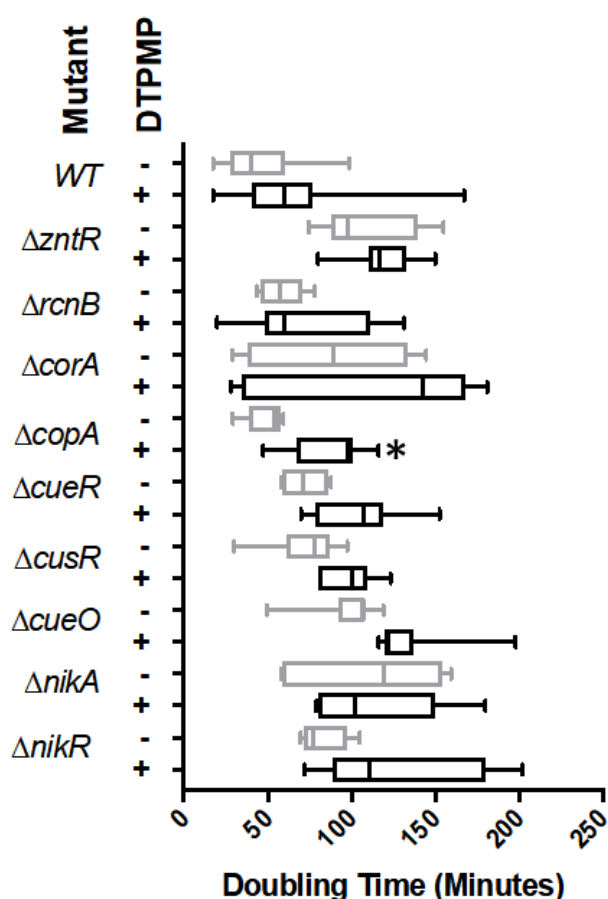 Mutant DTPMP
WT -
+
ΔzntR -
+
ΔrcnB -
+
ΔcorA -
+
ΔcopA -
+ *
ΔcueR -
+
ΔcusR -
+
ΔcueO -
+
ΔnikA -
+
ΔnikR -
+
0 50 100 150 200 250
Doubling Time (Minutes)